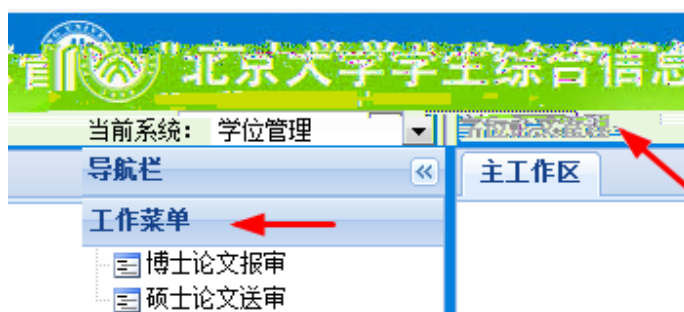 北京大学学生综合信息
当前系统： 学位管理
导航栏
主工作区
工作菜单
博士论文报审
硕士论文送审